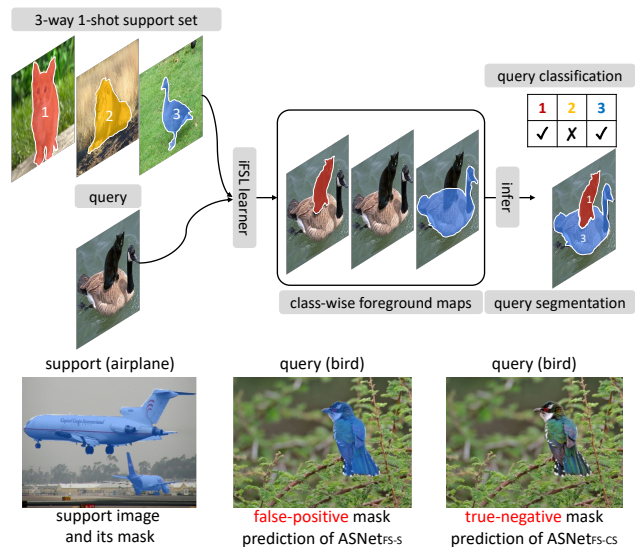 3-way 1-shot support set
1
2
3
query
iFSL learner
class-wise foreground maps
infer
query classification
1 2 3
✓ ✗ ✓
1
3
query segmentation
support (airplane)
query (bird)
query (bird)
support image
and its mask
false-positive mask
prediction of ASNetFS-S
true-negative mask
prediction of ASNetFS-CS